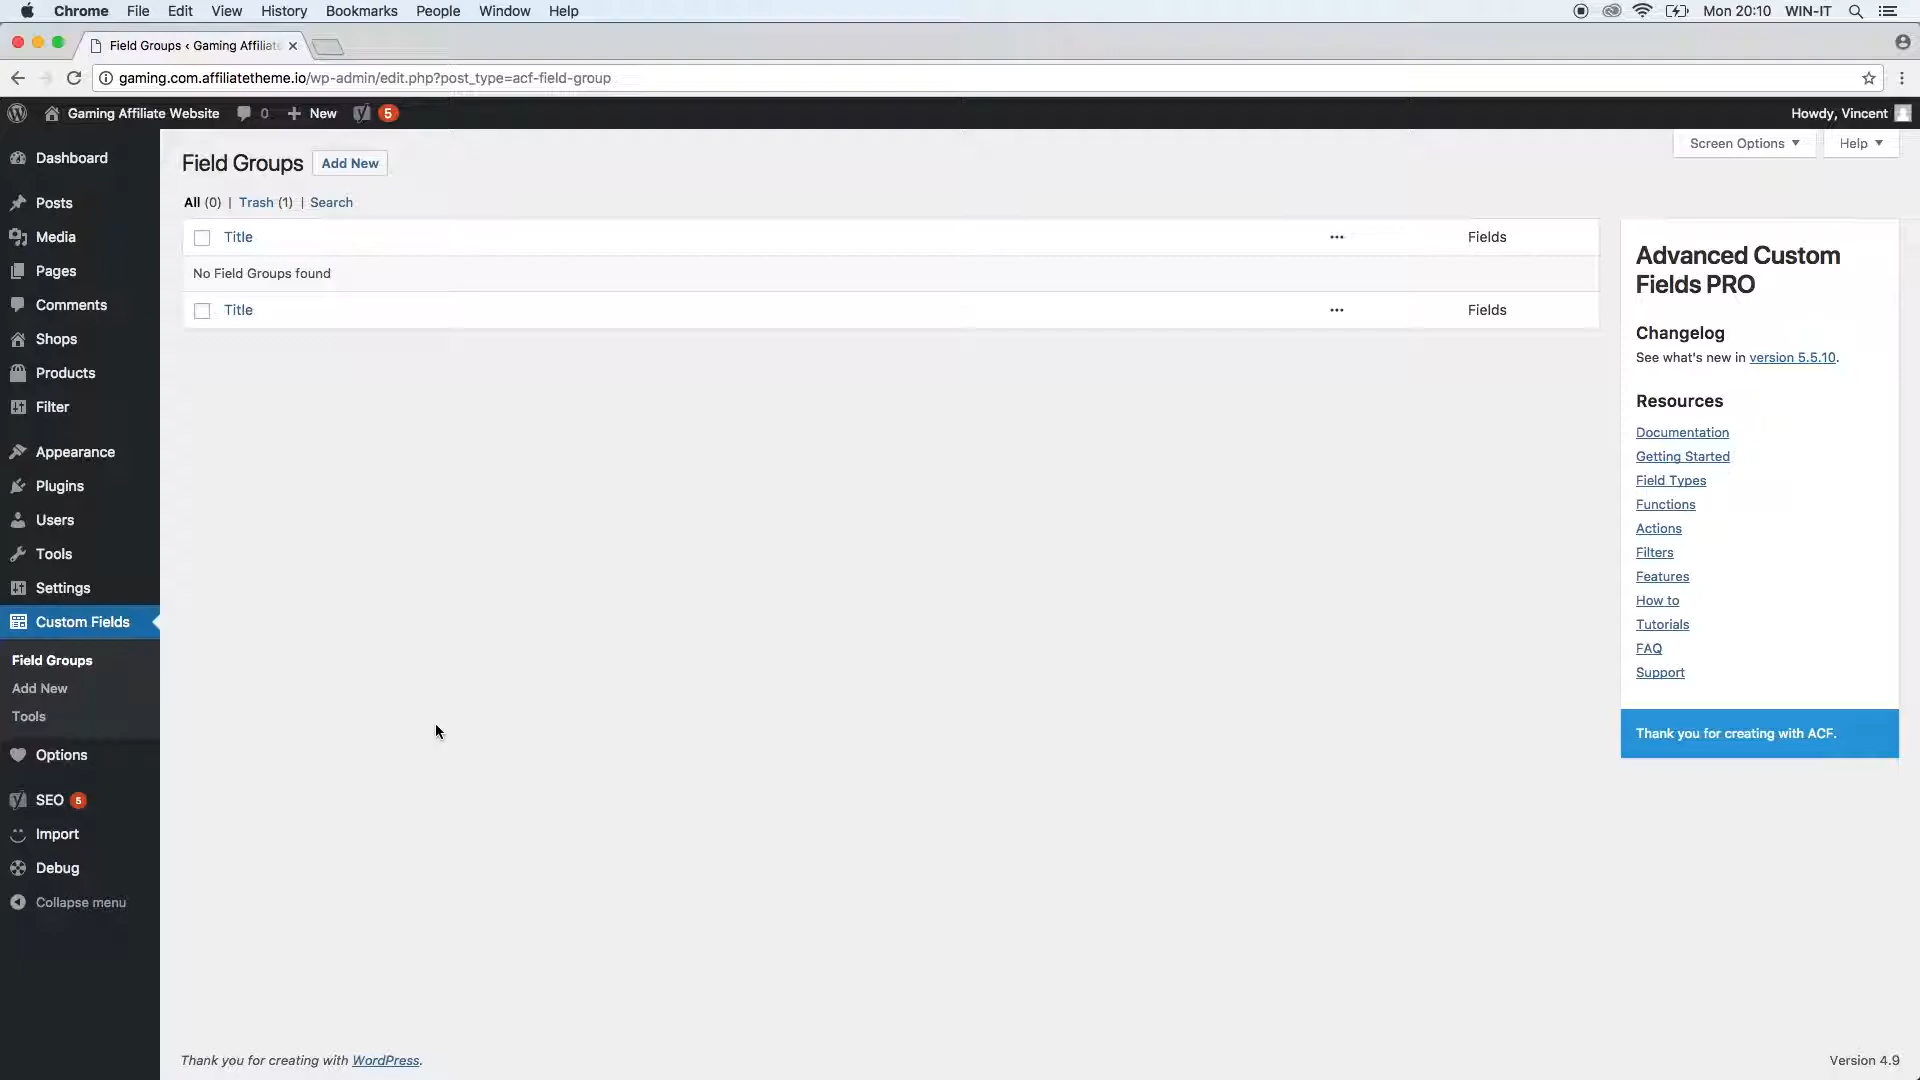 Chrome File Edit View History Bookmarks People Window Help Mon 20:10 WIN-IT
Field Groups ‹ Gaming Affiliate
gaming.com.affiliatetheme.io/wp-admin/edit.php?post_type=acf-field-group
Gaming Affiliate Website 0 New 5 Howdy, Vincent
Dashboard
Posts
Media
Pages
Comments
Shops
Products
Filter
Appearance
Plugins
Users
Tools
Settings
Custom Fields
Field Groups
Add New
Tools
Options
SEO 5
Import
Debug
Collapse menu
Screen Options Help
Field Groups Add New
All (0) | Trash (1) | Search
Title ••• Fields
No Field Groups found
Title ••• Fields
Advanced Custom
Fields PRO
Changelog
See what's new in version 5.5.10.
Resources
Documentation
Getting Started
Field Types
Functions
Actions
Filters
Features
How to
Tutorials
FAQ
Support
Thank you for creating with ACF.
Thank you for creating with WordPress. Version 4.9